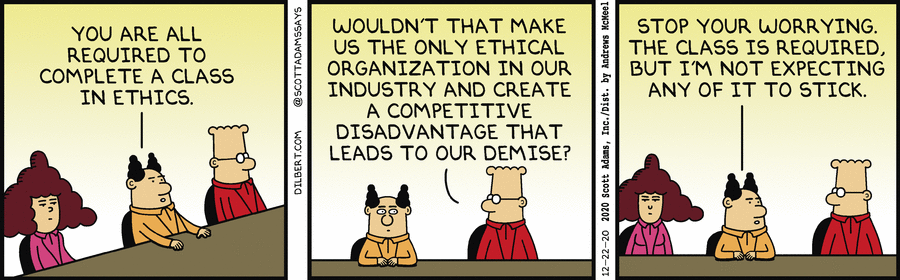 YOU ARE ALL
REQUIRED TO
COMPLETE A CLASS
IN ETHICS.
DILBERT.COM @SCOTTADAMSSAYS
WOULDN'T THAT MAKE
US THE ONLY ETHICAL
ORGANIZATION IN OUR
INDUSTRY AND CREATE
A COMPETITIVE
DISADVANTAGE THAT
LEADS TO OUR DEMISE?
12-22-20 2020 Scott Adams, Inc./Dist. by Andrews McMeel
STOP YOUR WORRYING.
THE CLASS IS REQUIRED,
BUT I'M NOT EXPECTING
ANY OF IT TO STICK.